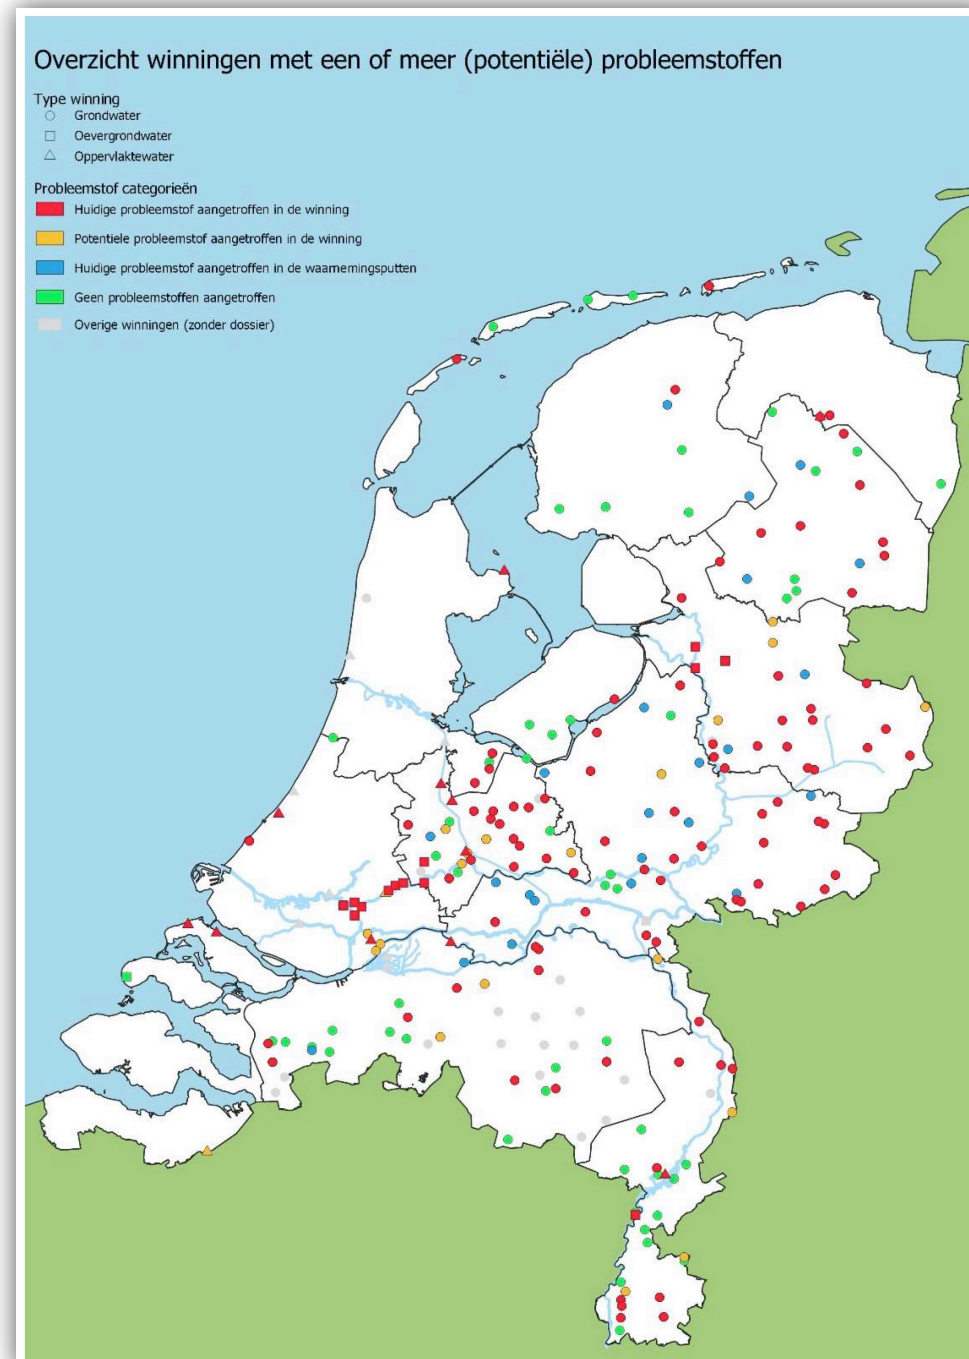 Overzicht winningen met een of meer (potentiële) probleemstoffen
Type winning
Grondwater
Oevergrondwater
Oppervlaktewater
Probleemstof categorieën
Huidige probleemstof aangetroffen in de winning
Potentiele probleemstof aangetroffen in de winning
Huidige probleemstof aangetroffen in de waarnemingsputten
Geen probleemstoffen aangetroffen
Overige winningen (zonder dossier)